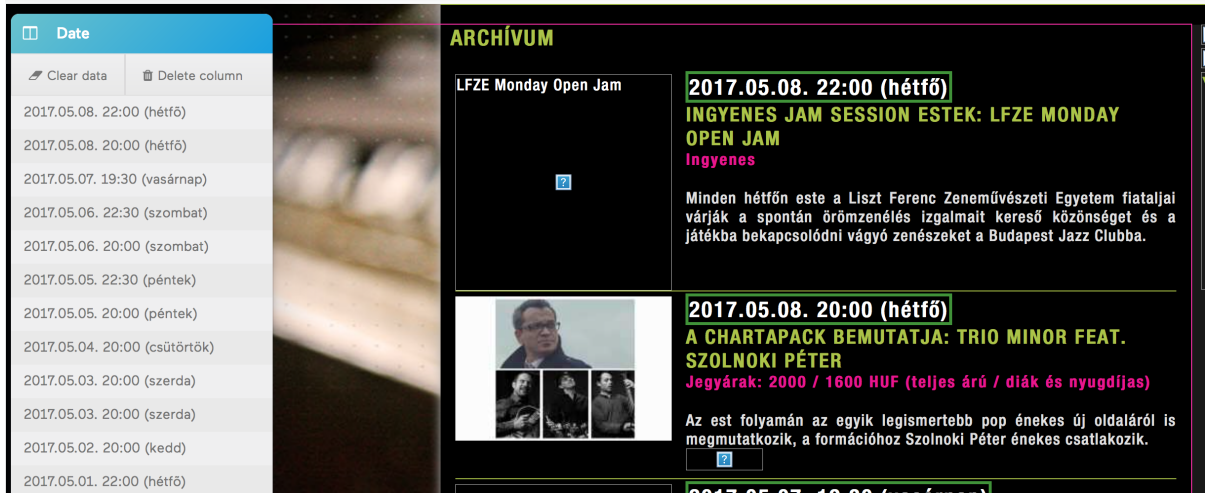 Date
Clear data
Delete column
2017.05.08. 22:00 (hétfő)
2017.05.08. 20:00 (hétfő)
2017.05.07. 19:30 (vasárnap)
2017.05.06. 22:30 (szombat)
2017.05.06. 20:00 (szombat)
2017.05.05. 22:30 (péntek)
2017.05.05. 20:00 (péntek)
2017.05.04. 20:00 (csütörtök)
2017.05.03. 20:00 (szerda)
2017.05.03. 20:00 (szerda)
2017.05.02. 20:00 (kedd)
2017.05.01. 22:00 (hétfő)
ARCHÍVUM
LFZE Monday Open Jam
2017.05.08. 22:00 (hétfő)
INGYENES JAM SESSION ESTEK: LFZE MONDAY
OPEN JAM
Ingyenes
Minden hétfőn este a Liszt Ferenc Zeneművészeti Egyetem fiataljai
várják a spontán örömzenélés izgalmait kereső közönséget és a
játékba bekapcsolódni vágyó zenészeket a Budapest Jazz Clubba.
2017.05.08. 20:00 (hétfő)
A CHARTAPACK BEMUTATJA: TRIO MINOR FEAT.
SZOLNOKI PÉTER
Jegyárak: 2000 / 1600 HUF (teljes árú / diák és nyugdíjas)
Az est folyamán az egyik legismertebb pop énekes új oldaláról is
megmutatkozik, a formációhoz Szolnoki Péter énekes csatlakozik.
2017.05.07. 19:30 (vasárnap)